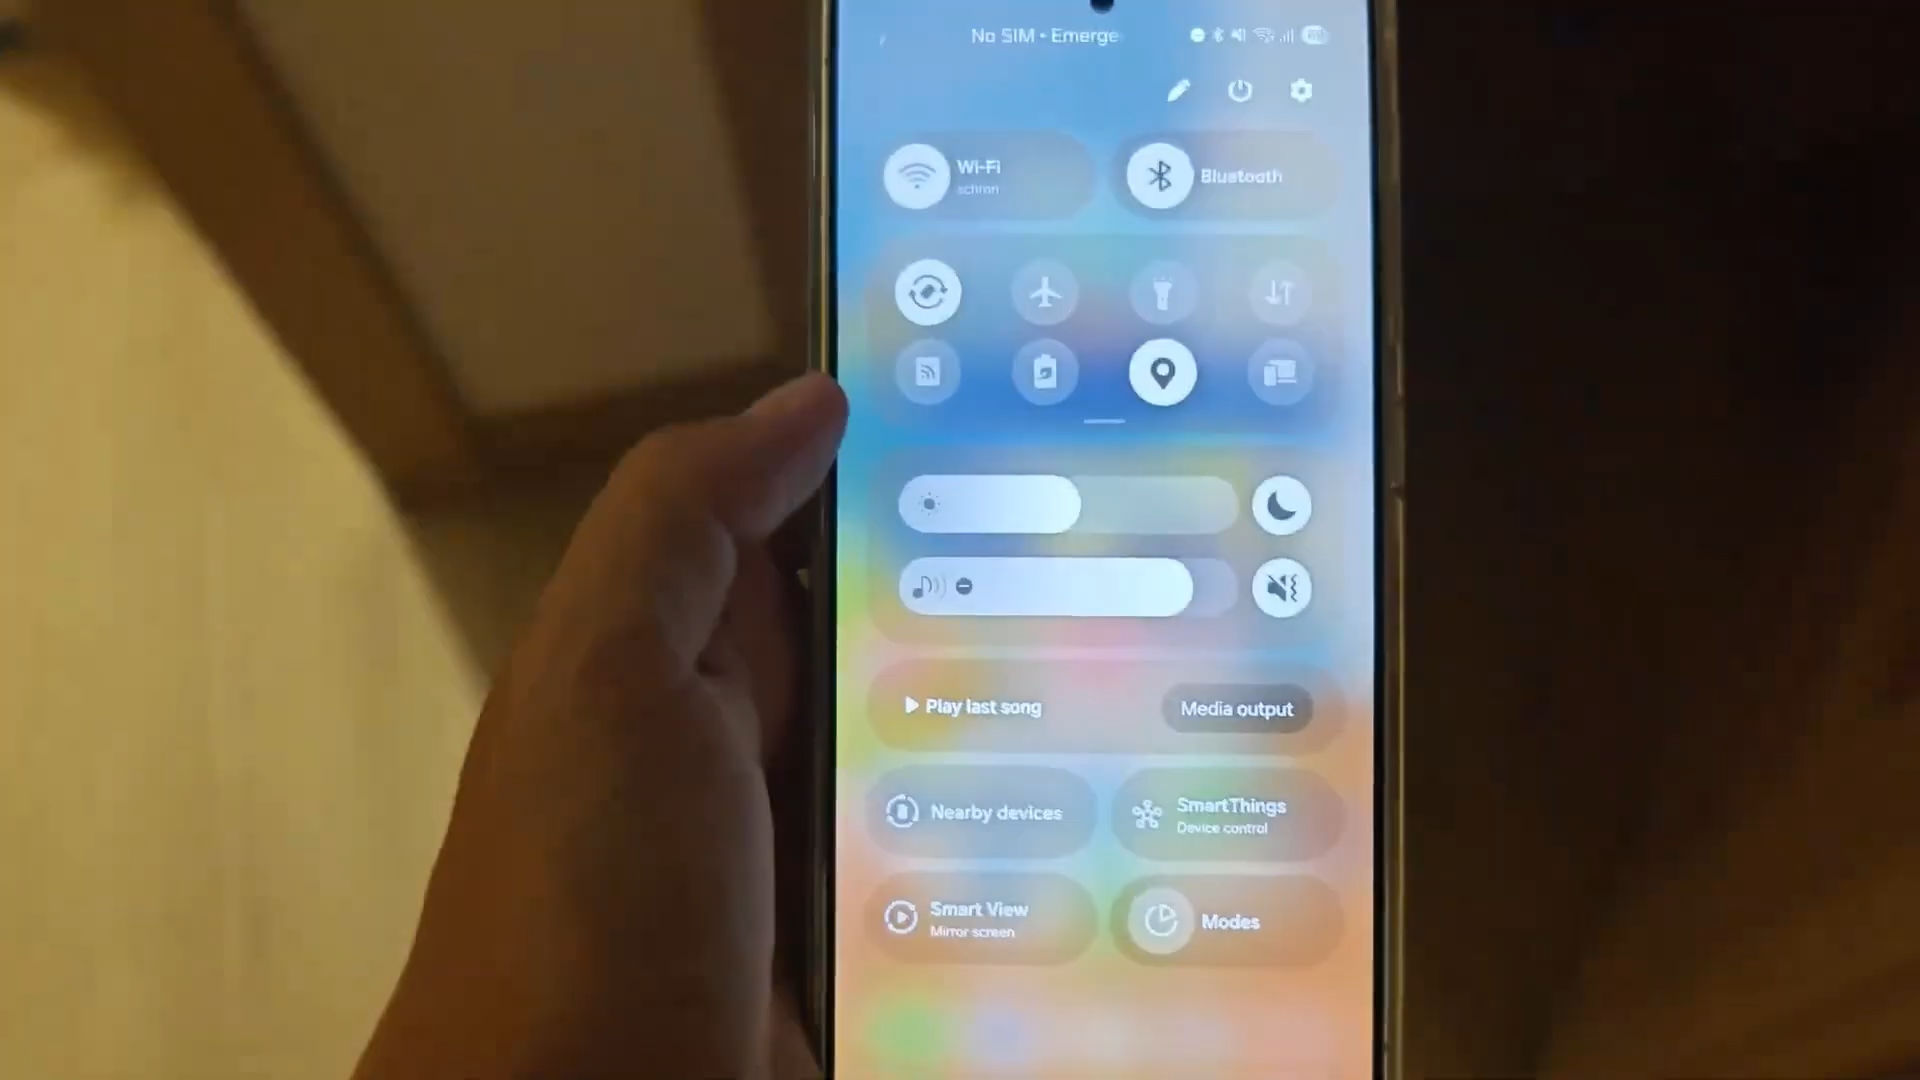 No SIM • Emerge
Wi-Fi
schron
Bluetooth
Play last song
Media output
Nearby devices
SmartThings
Device control
Smart View
Mirror screen
Modes